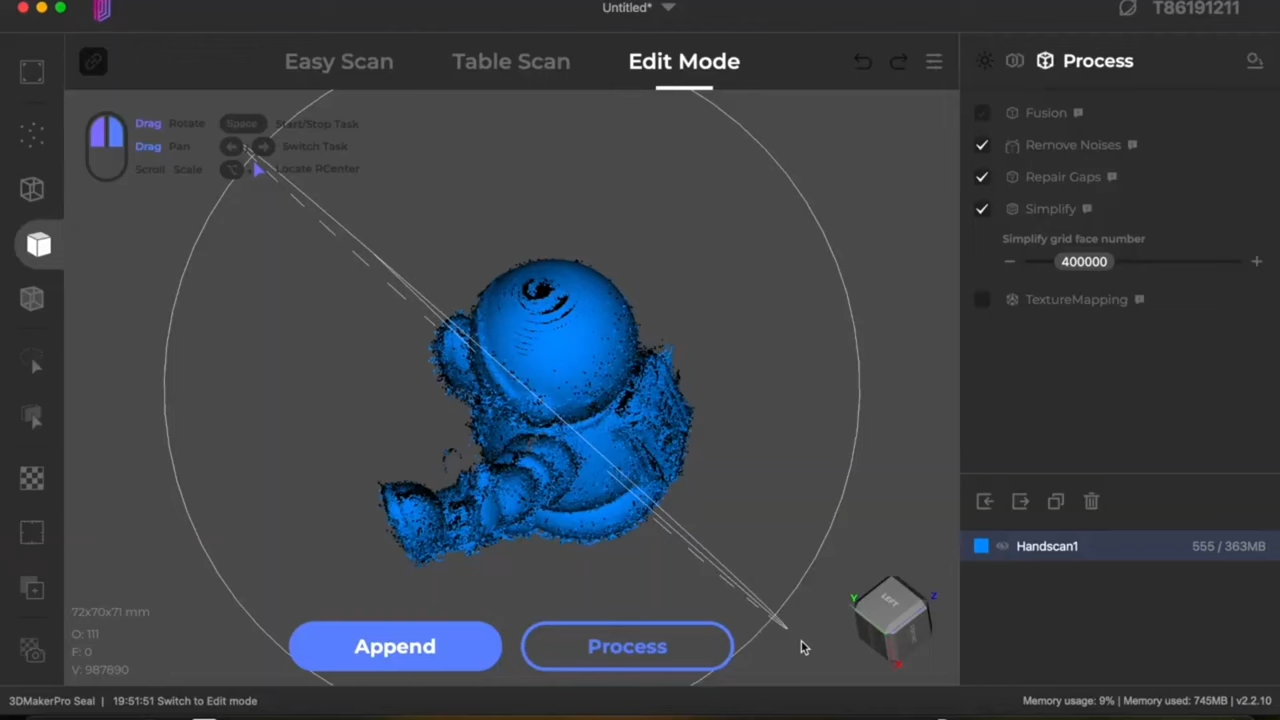 Untitled*
T86191211
Easy Scan
Table Scan
Edit Mode
Process
Drag Rotate Space Start/Stop Task
Drag Pan Switch Task
Scroll Scale Locate RCenter
Fusion
Remove Noises
Repair Gaps
Simplify
Simplify grid face number
400000
TextureMapping
Handscan1 555 / 363MB
LEFT
Y
Z
X
72x70x71 mm
O: 111
F: 0
V: 987890
Append
Process
3DMakerPro Seal | 19:51:51 Switch to Edit mode
Memory usage: 9% | Memory used: 745MB | v2.2.10